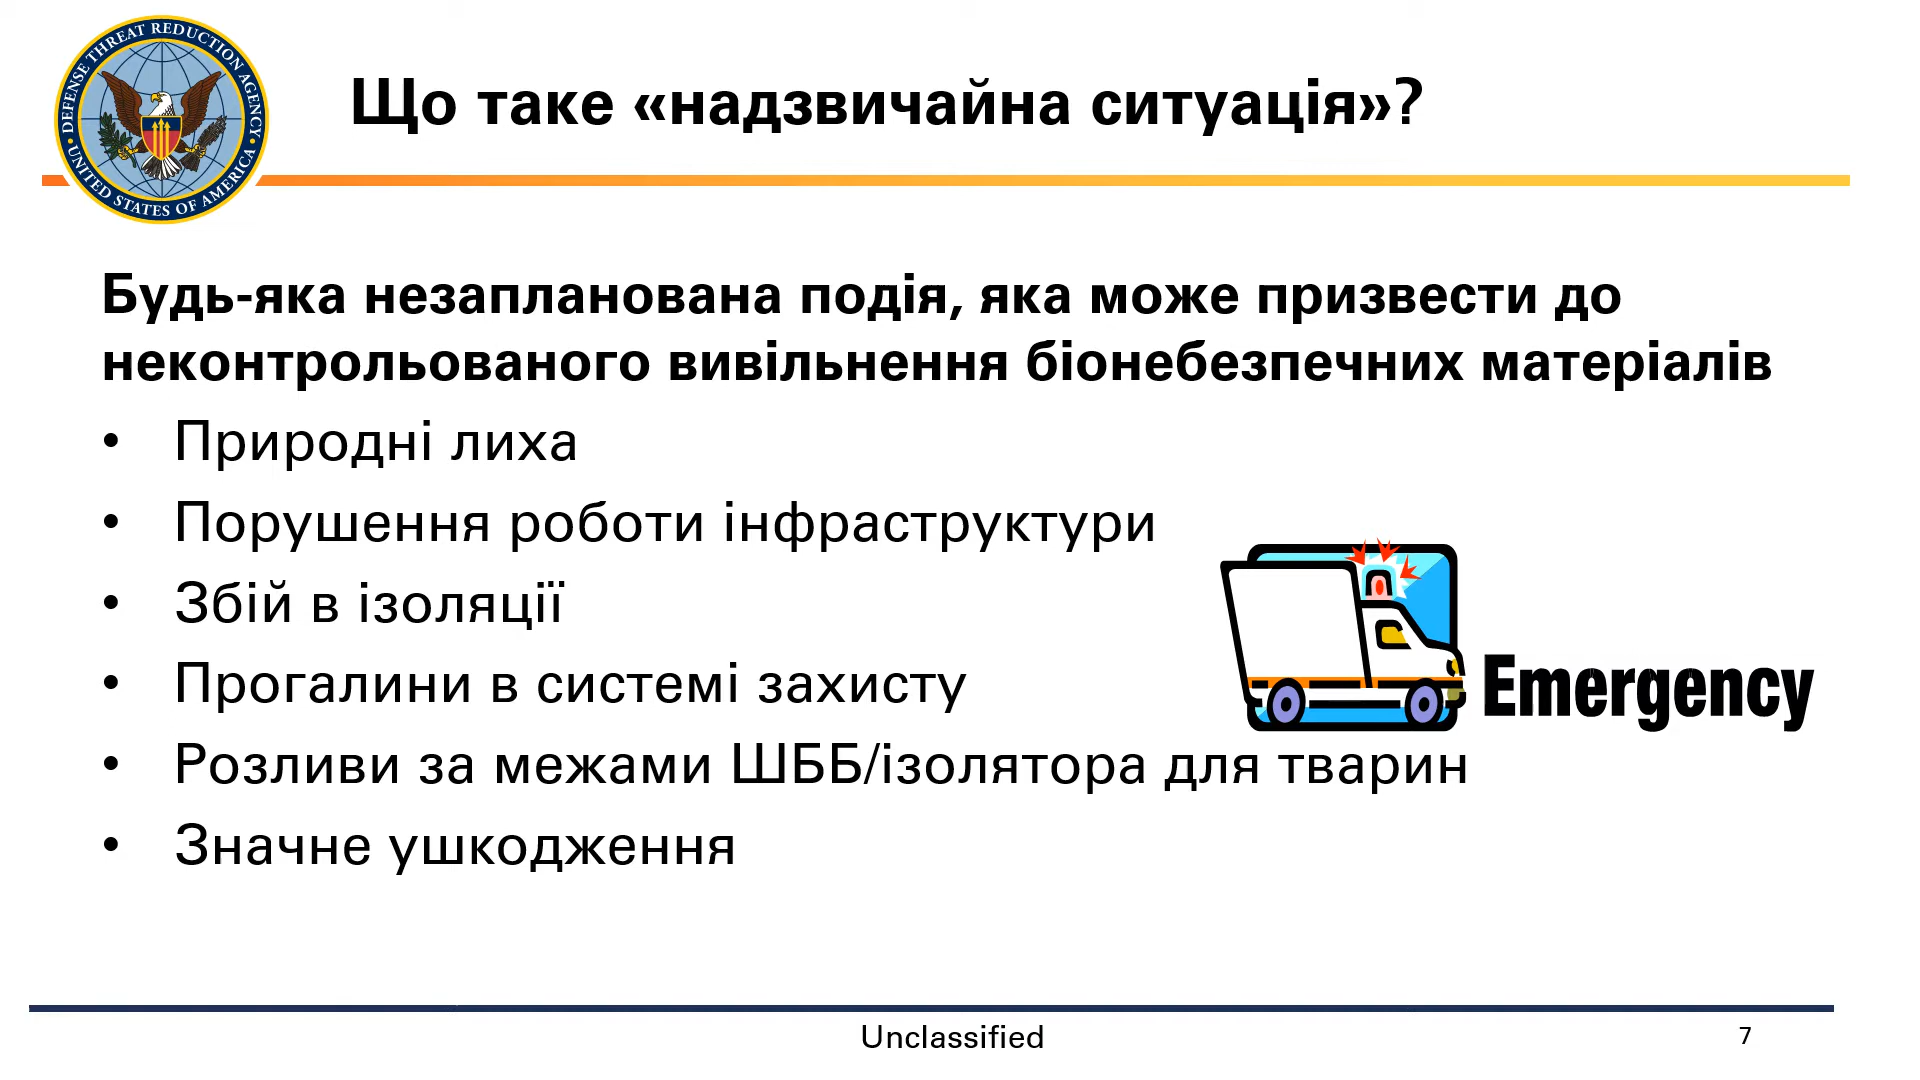 DEFENSE THREAT REDUCTION AGENCY
UNITED STATES OF AMERICA
Що таке «надзвичайна ситуація»?
Будь-яка незапланована подія, яка може призвести до
неконтрольованого вивільнення біонебезпечних матеріалів
• Природні лиха
• Порушення роботи інфраструктури
• Збій в ізоляції
• Прогалини в системі захисту
Emergency
• Розливи за межами ШББ/ізолятора для тварин
• Значне ушкодження
Unclassified
7